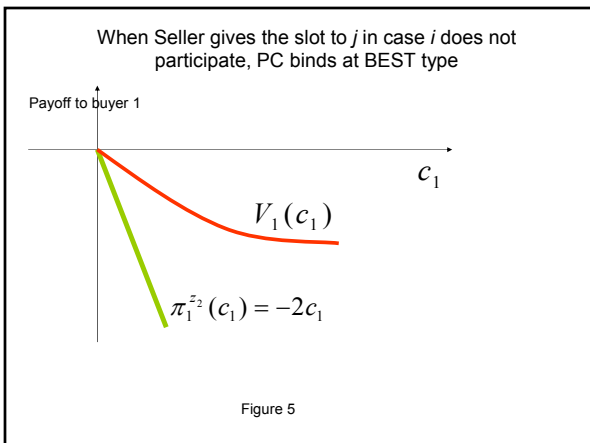 When Seller gives the slot to j in case i does not
participate, PC binds at BEST type
Payoff to buyer 1
c₁
V₁(c₁)
π₁^{z₂}(c₁) = −2c₁
Figure 5